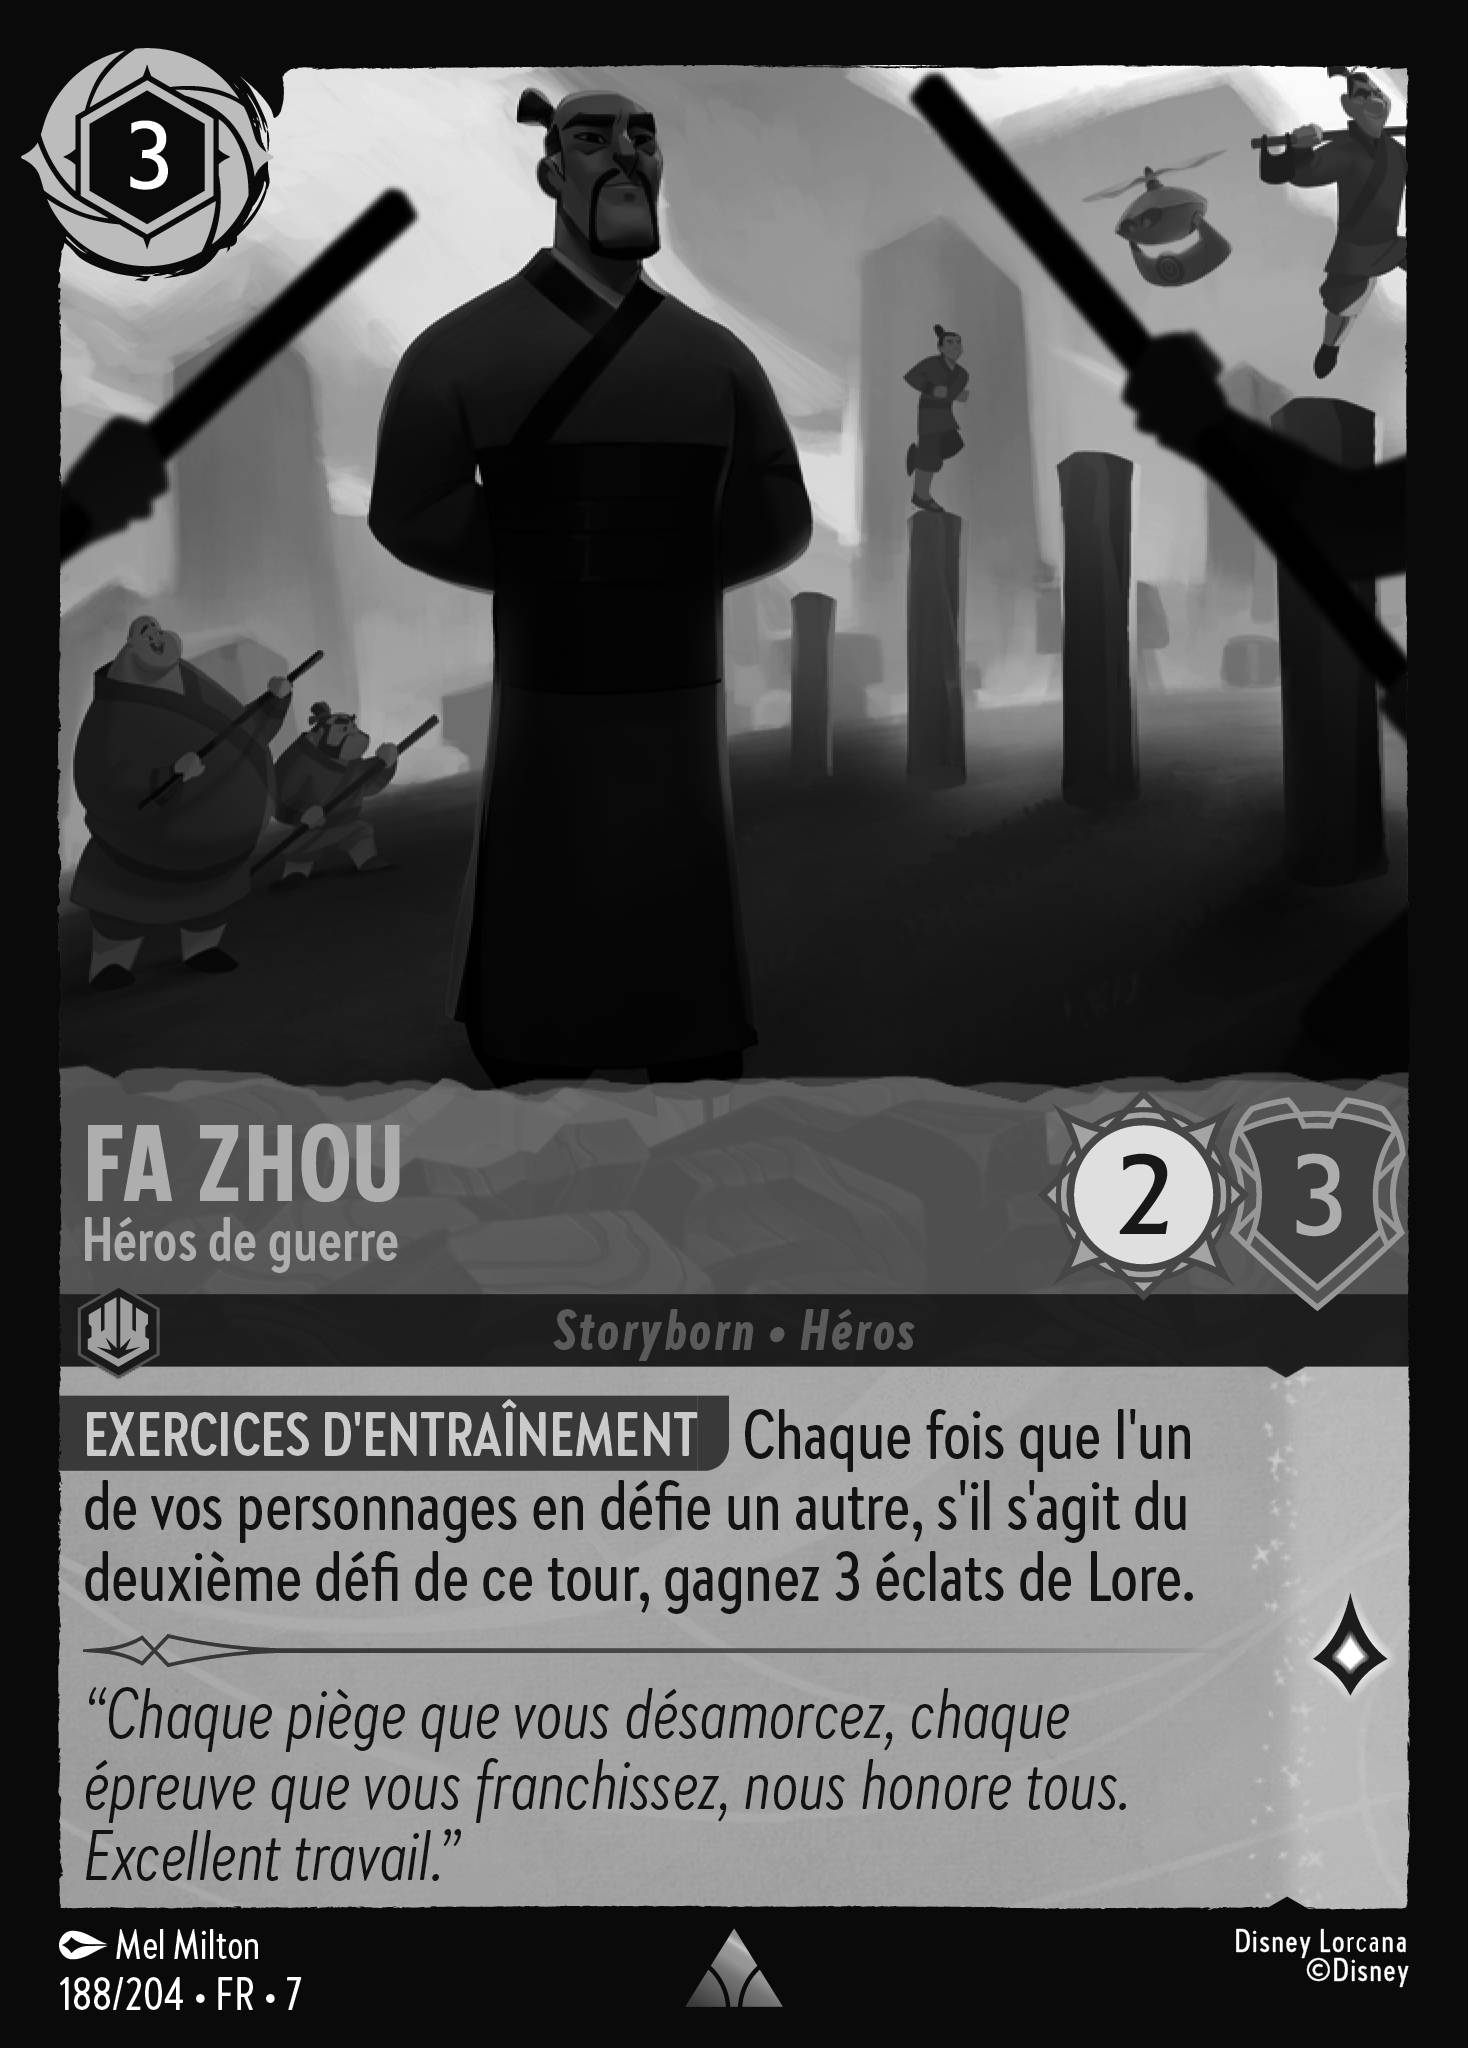 3
FA ZHOU
Héros de guerre
2
3
Storyborn • Héros
EXERCICES D'ENTRAÎNEMENT Chaque fois que l'un
de vos personnages en défie un autre, s'il s'agit du
deuxième défi de ce tour, gagnez 3 éclats de Lore.
“Chaque piège que vous désamorcez, chaque
épreuve que vous franchissez, nous honore tous.
Excellent travail.”
Mel Milton
188/204 • FR • 7
Disney Lorcana
©Disney